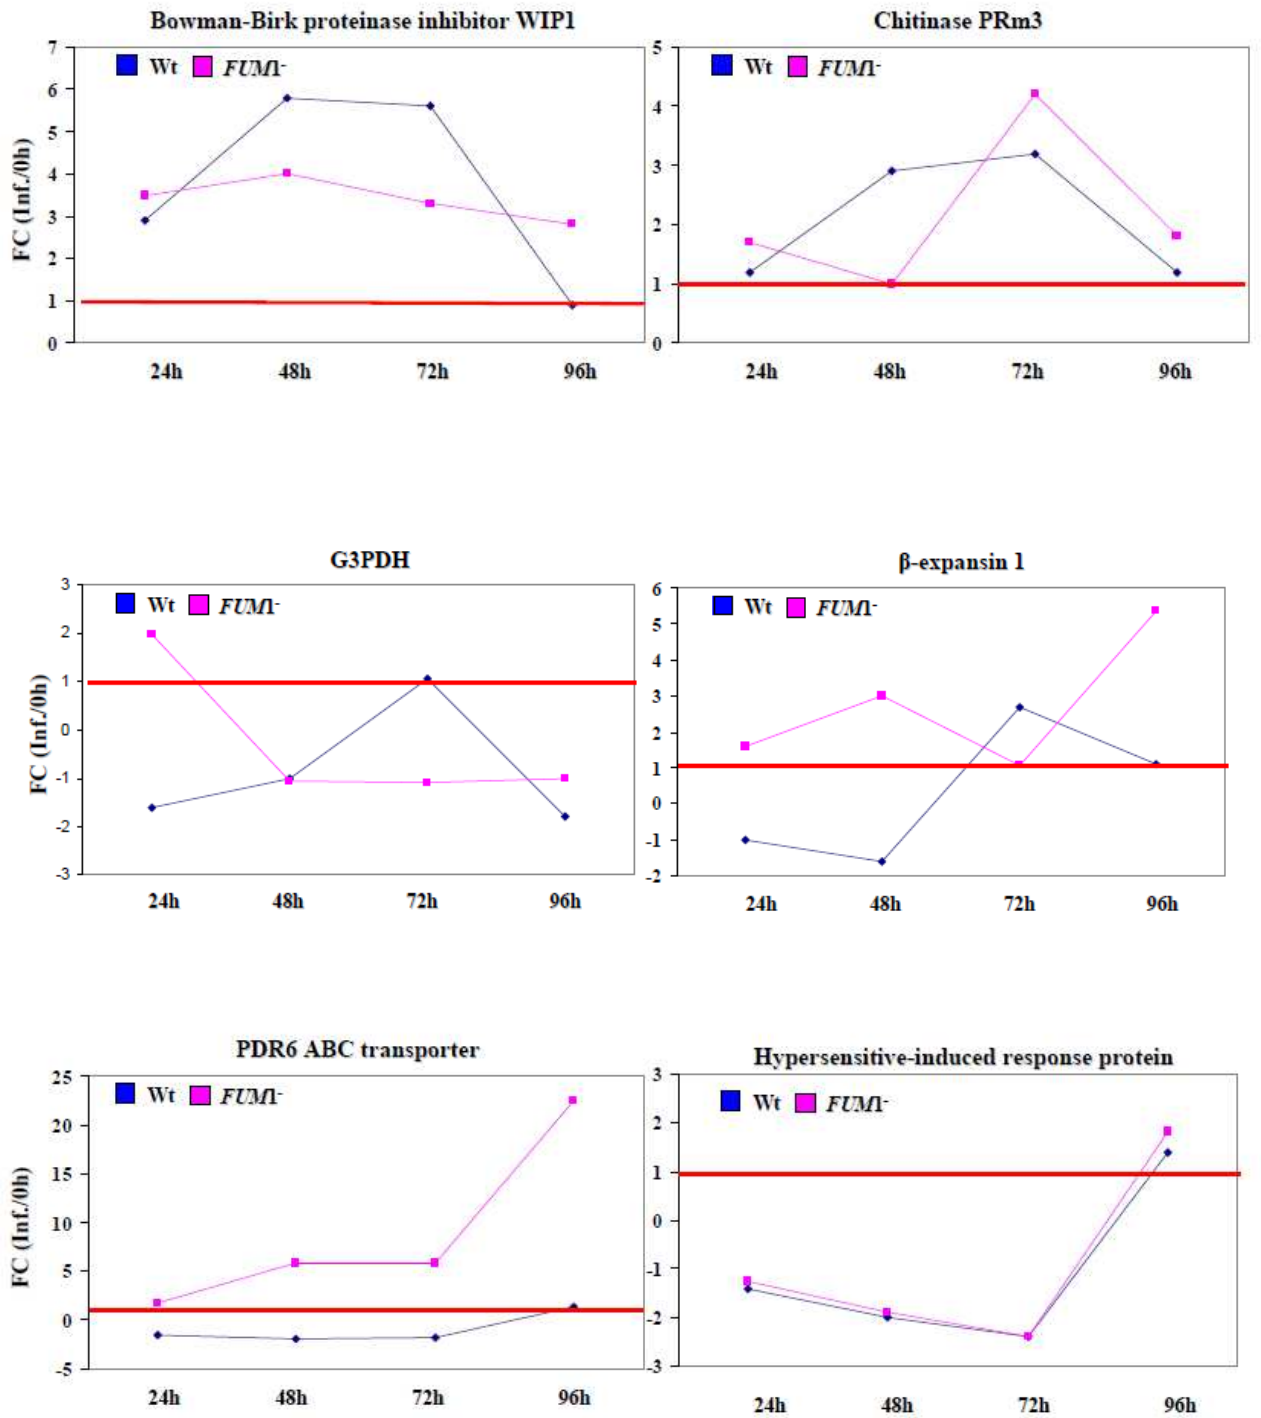 Bowman-Birk proteinase inhibitor WIP1
Wt FUM1-
FC (Inf./0h)
7
6
5
4
3
2
1
0
24h 48h 72h 96h
Chitinase PRm3
Wt FUM1-
5
4
3
2
1
0
24h 48h 72h 96h
G3PDH
Wt FUM1-
FC (Inf./0h)
3
2
1
0
-1
-2
-3
24h 48h 72h 96h
β-expansin 1
Wt FUM1-
6
5
4
3
2
1
0
-1
-2
24h 48h 72h 96h
PDR6 ABC transporter
Wt FUM1-
FC (Inf./0h)
25
20
15
10
5
0
-5
24h 48h 72h 96h
Hypersensitive-induced response protein
Wt FUM1-
3
2
1
0
-1
-2
-3
24h 48h 72h 96h